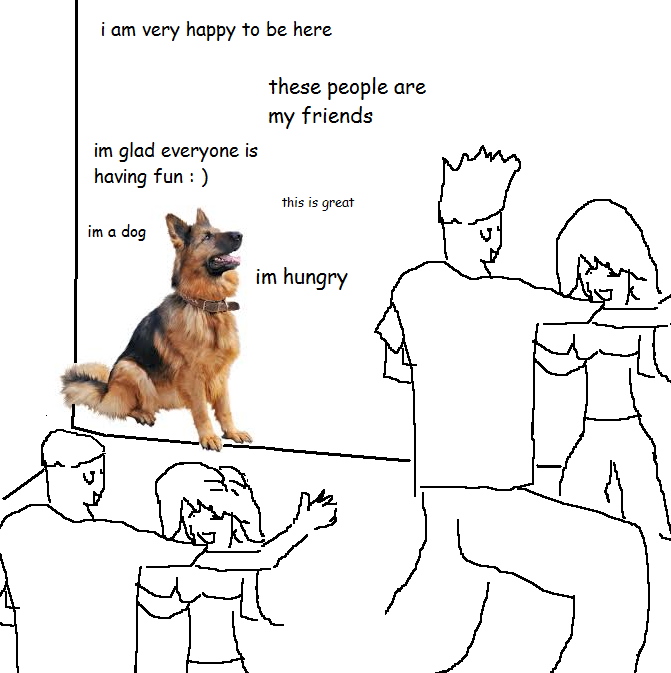 i am very happy to be here
these people are
my friends
im glad everyone is
having fun : )
this is great
im a dog
im hungry